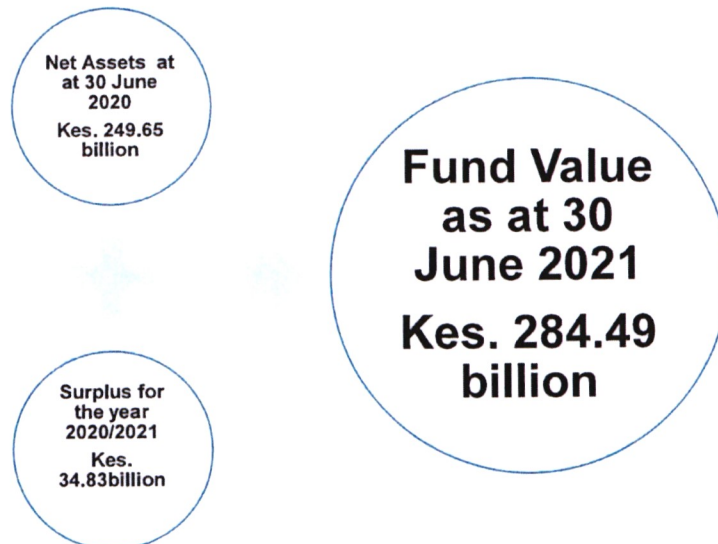 Net Assets at
at 30 June
2020
Kes. 249.65
billion
Surplus for
the year
2020/2021
Kes.
34.83billion
Fund Value
as at 30
June 2021
Kes. 284.49
billion